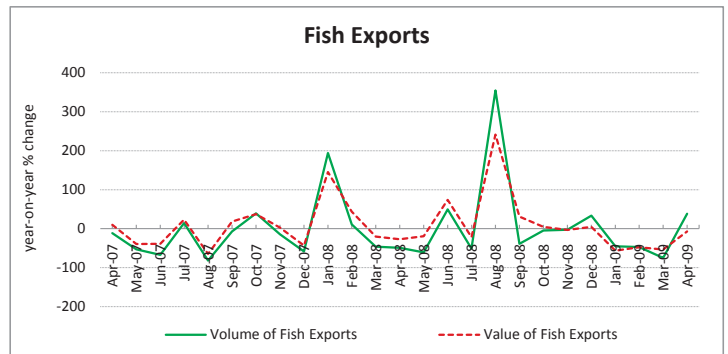 Fish Exports
year-on-year % change
400
300
200
100
0
-100
-200
Apr-07
May-07
Jun-07
Jul-07
Aug-07
Sep-07
Oct-07
Nov-07
Dec-07
Jan-08
Feb-08
Mar-08
Apr-08
May-08
Jun-08
Jul-08
Aug-08
Sep-08
Oct-08
Nov-08
Dec-08
Jan-09
Feb-09
Mar-09
Apr-09
Volume of Fish Exports
Value of Fish Exports